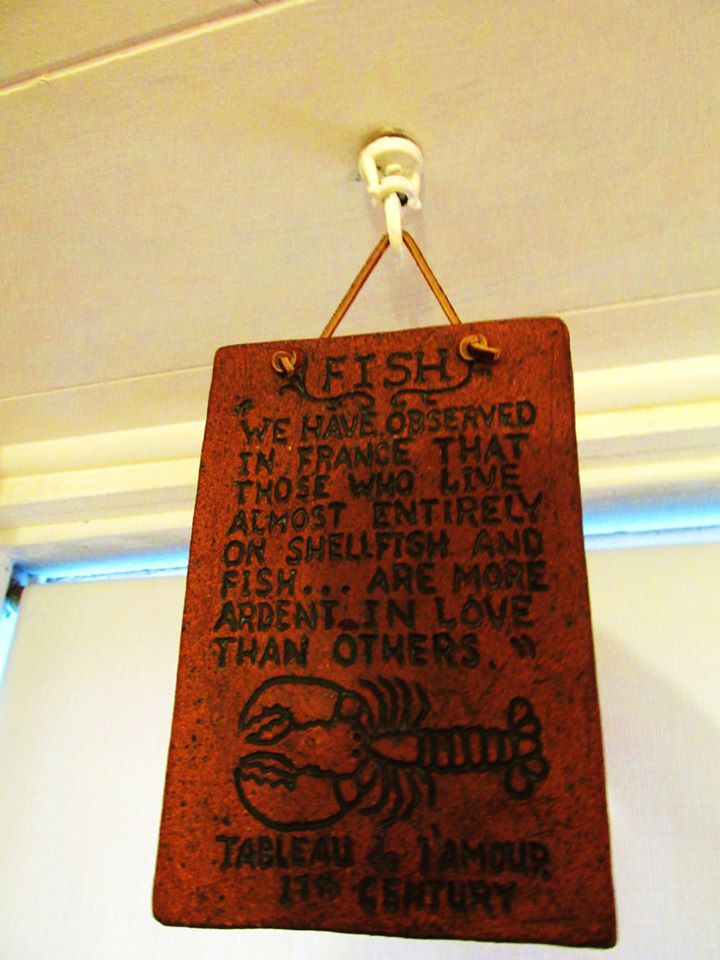 FISH
"WE HAVE OBSERVED
IN FRANCE THAT
THOSE WHO LIVE
ALMOST ENTIRELY
ON SHELLFISH AND
FISH... ARE MORE
ARDENT IN LOVE
THAN OTHERS."
TABLEAU de l'AMOUR
17th CENTURY